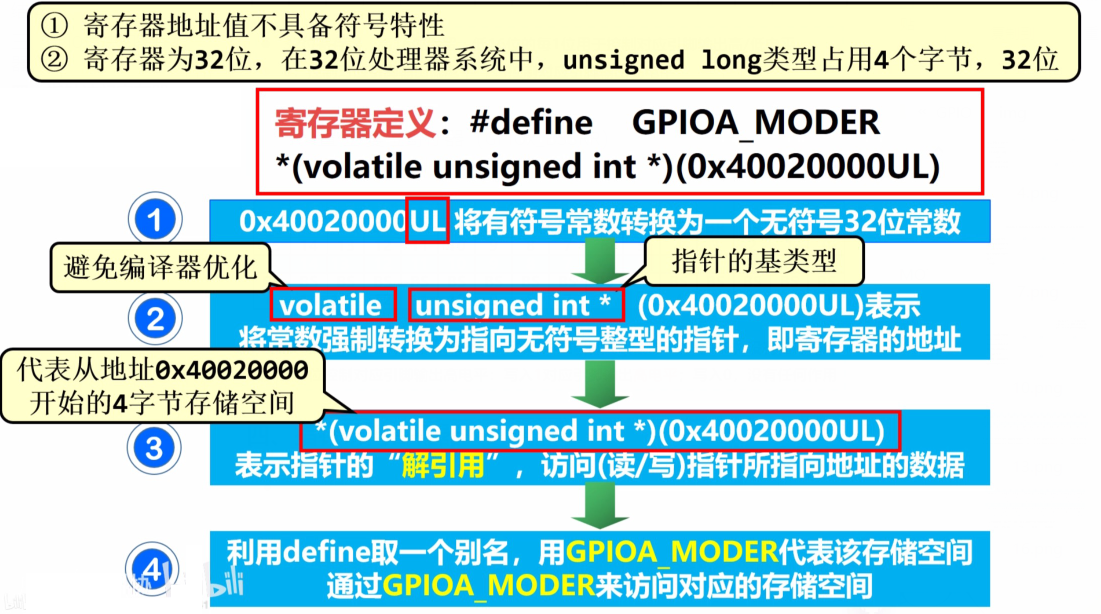 ① 寄存器地址值不具备符号特性
② 寄存器为32位，在32位处理器系统中，unsigned long类型占用4个字节，32位
寄存器定义：#define GPIOA_MODER
*(volatile unsigned int *)(0x40020000UL)
1
0x40020000UL 将有符号常数转换为一个无符号32位常数
避免编译器优化
指针的基类型
2
volatile unsigned int * (0x40020000UL)表示
将常数强制转换为指向无符号整型的指针，即寄存器的地址
代表从地址0x40020000
开始的4字节存储空间
3
*(volatile unsigned int *)(0x40020000UL)
表示指针的“解引用”，访问(读/写)指针所指向地址的数据
4
利用define取一个别名，用GPIOA_MODER代表该存储空间
通过GPIOA_MODER来访问对应的存储空间